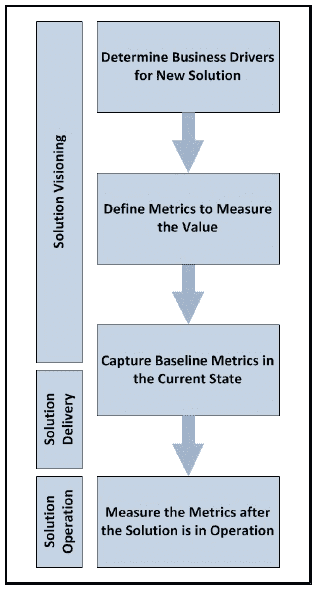 Solution Visioning
Determine Business Drivers
for New Solution
Define Metrics to Measure
the Value
Capture Baseline Metrics in
the Current State
Solution
Delivery
Solution
Operation
Measure the Metrics after
the Solution is in Operation